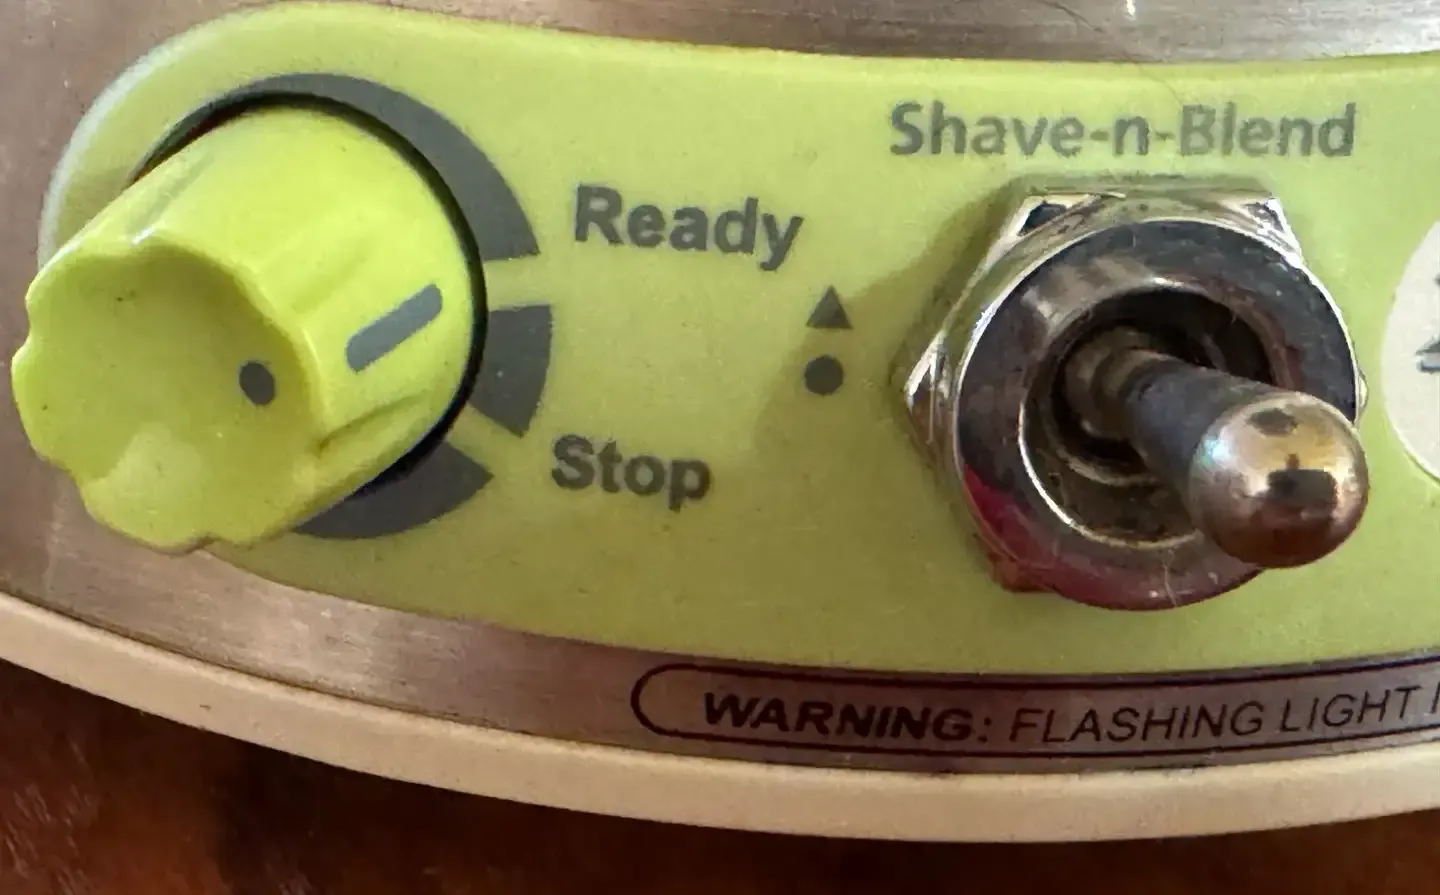 Shave-n-Blend
Ready
Stop
WARNING: FLASHING LIGHT